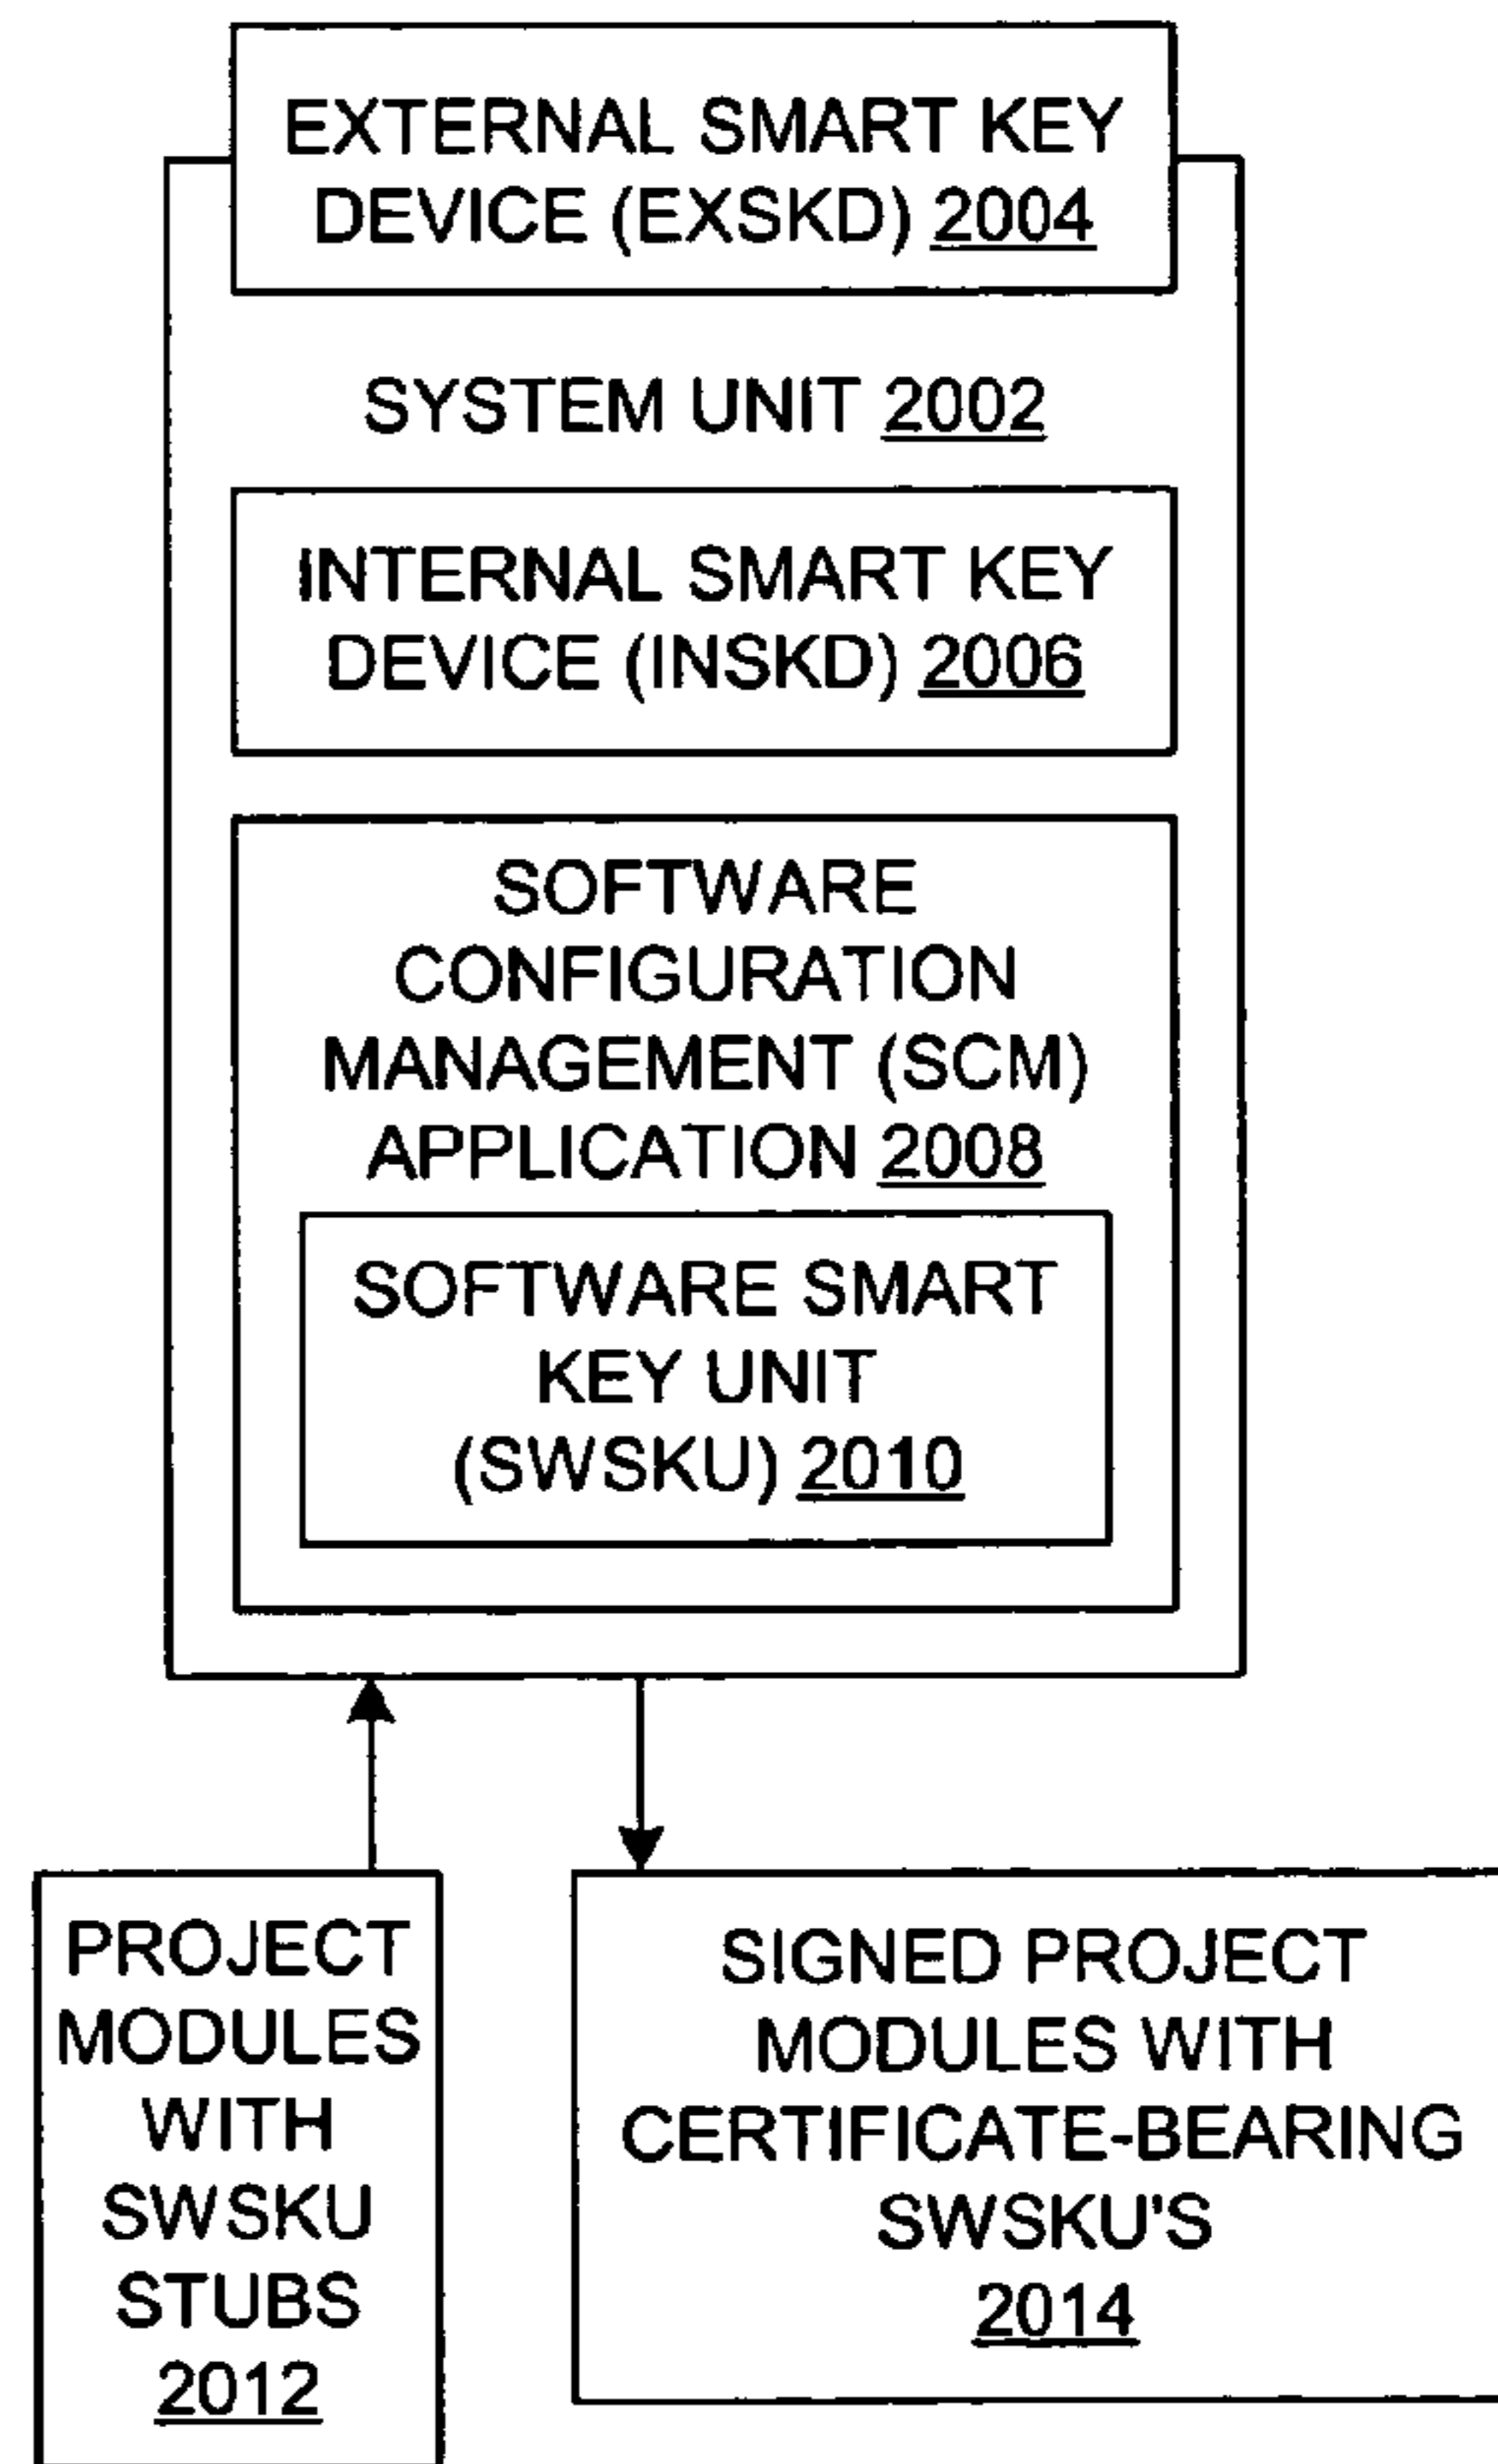 EXTERNAL SMART KEY
DEVICE (EXSKD) 2004
SYSTEM UNIT 2002
INTERNAL SMART KEY
DEVICE (INSKD) 2006
SOFTWARE
CONFIGURATION
MANAGEMENT (SCM)
APPLICATION 2008
SOFTWARE SMART
KEY UNIT
(SWSKU) 2010
PROJECT
MODULES
WITH
SWSKU
STUBS
2012
SIGNED PROJECT
MODULES WITH
CERTIFICATE-BEARING
SWSKU'S
2014